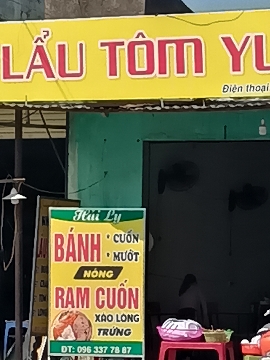 LẨU TÔM YU
Điện thoại
Hải Ly
BÁNH • CUỐN
• MƯỚT
NÓNG
RAM CUỐN
XÀO LÒNG
TRỨNG
ĐT: 096 337 78 87